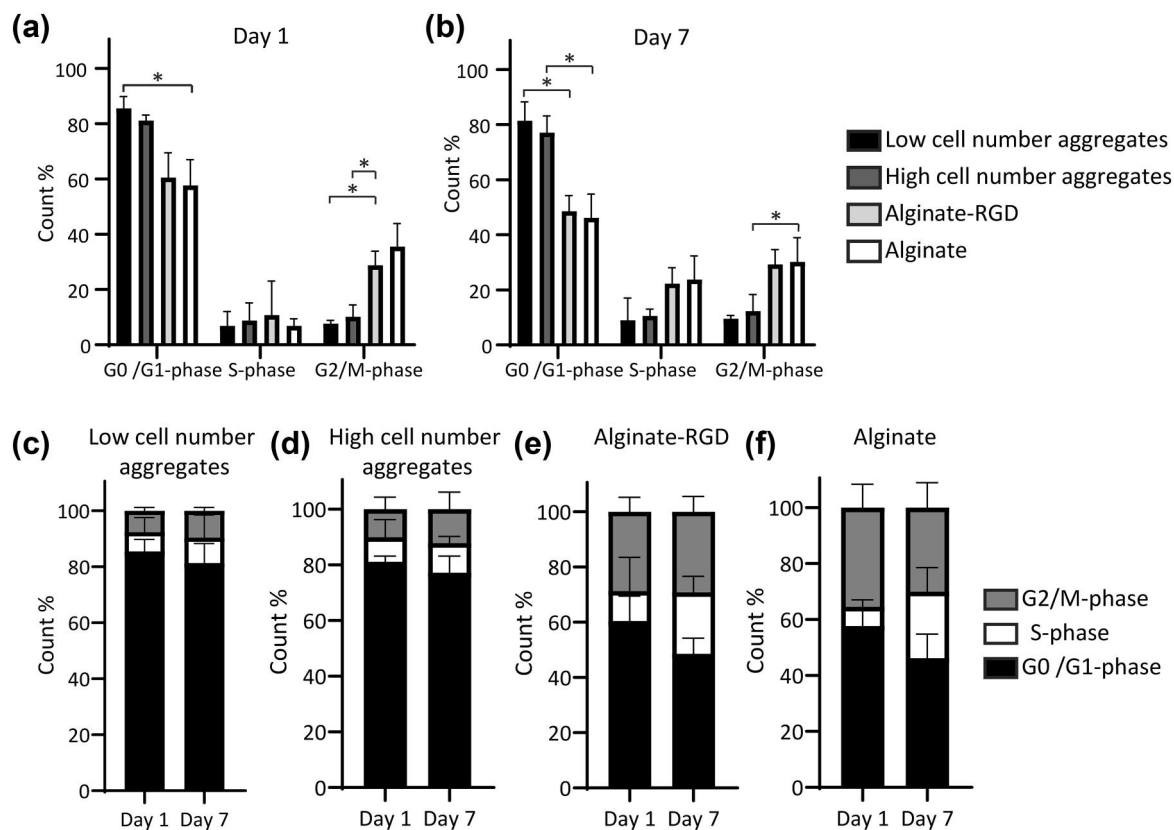 (a)
Day 1
Count %
100
80
60
40
20
0
*
*
*
G0 /G1-phase S-phase G2/M-phase
(b)
Day 7
Count %
100
80
60
40
20
0
*
*
*
G0 /G1-phase S-phase G2/M-phase
Low cell number aggregates
High cell number aggregates
Alginate-RGD
Alginate
(c)
Low cell number
aggregates
Count %
100
80
60
40
20
0
Day 1 Day 7
(d)
High cell number
aggregates
Count %
100
80
60
40
20
0
Day 1 Day 7
(e)
Alginate-RGD
Count %
100
80
60
40
20
0
Day 1 Day 7
(f)
Alginate
Count %
100
80
60
40
20
0
Day 1 Day 7
G2/M-phase
S-phase
G0 /G1-phase